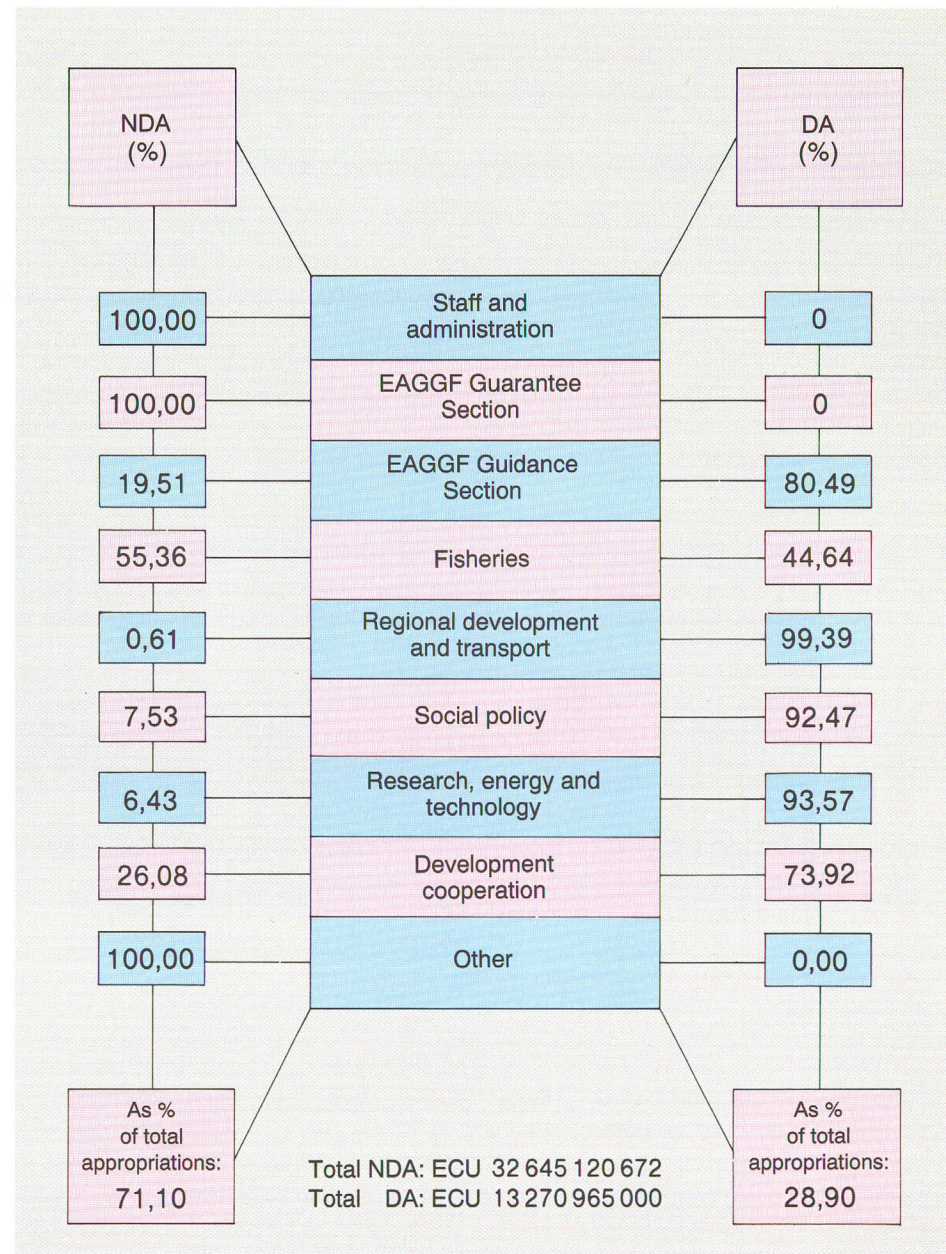 NDA
(%)
DA
(%)
100,00
Staff and
administration
0
100,00
EAGGF Guarantee
Section
0
19,51
EAGGF Guidance
Section
80,49
55,36
Fisheries
44,64
0,61
Regional development
and transport
99,39
7,53
Social policy
92,47
6,43
Research, energy and
technology
93,57
26,08
Development
cooperation
73,92
100,00
Other
0,00
As %
of total
appropriations:
71,10
Total NDA: ECU 32 645 120 672
Total DA: ECU 13 270 965 000
As %
of total
appropriations:
28,90